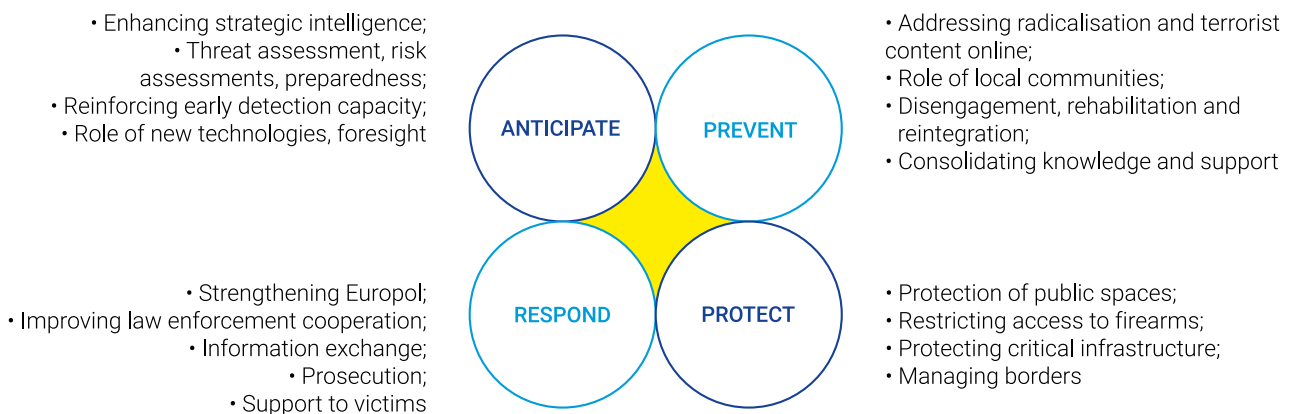 • Enhancing strategic intelligence;
• Threat assessment, risk
assessments, preparedness;
• Reinforcing early detection capacity;
• Role of new technologies, foresight
ANTICIPATE
PREVENT
• Addressing radicalisation and terrorist
content online;
• Role of local communities;
• Disengagement, rehabilitation and
reintegration;
• Consolidating knowledge and support
• Strengthening Europol;
• Improving law enforcement cooperation;
• Information exchange;
• Prosecution;
• Support to victims
RESPOND
PROTECT
• Protection of public spaces;
• Restricting access to firearms;
• Protecting critical infrastructure;
• Managing borders